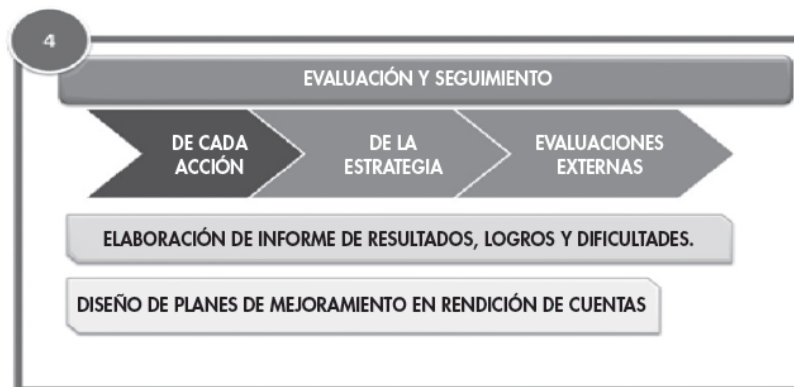 4
EVALUACIÓN Y SEGUIMIENTO
DE CADA
ACCIÓN
DE LA
ESTRATEGIA
EVALUACIONES
EXTERNAS
ELABORACIÓN DE INFORME DE RESULTADOS, LOGROS Y DIFICULTADES.
DISEÑO DE PLANES DE MEJORAMIENTO EN RENDICIÓN DE CUENTAS